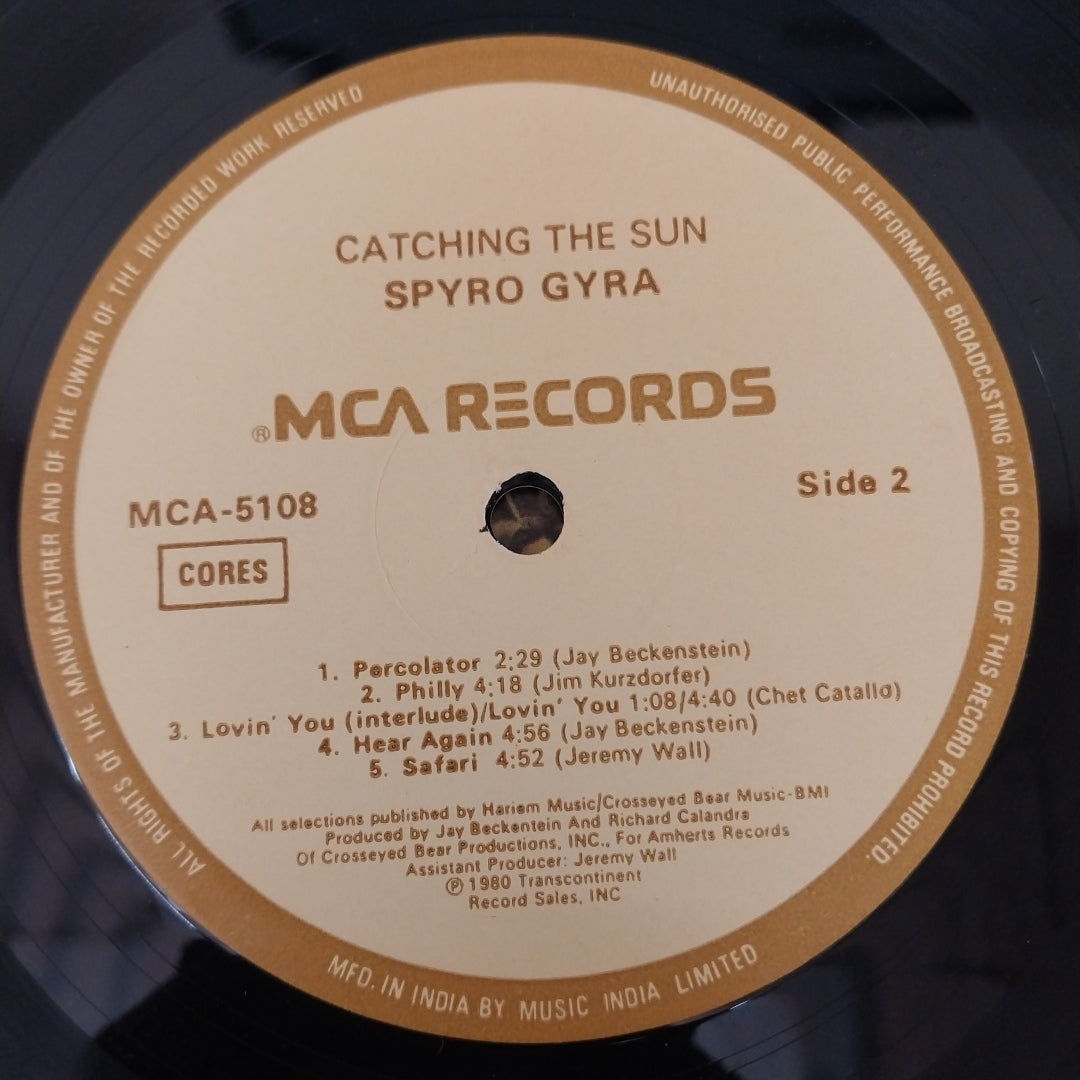 CATCHING THE SUN
SPYRO GYRA
®MCA RECORDS
MCA-5108
Side 2
CORES
1. Percolator 2:29 (Jay Beckenstein)
2. Philly 4:18 (Jim Kurzdorfer)
3. Lovin' You (interlude)/Lovin' You 1:08/4:40 (Chet Catallo)
4. Hear Again 4:56 (Jay Beckenstein)
5. Safari 4:52 (Jeremy Wall)
All selections published by Harlem Music/Crosseyed Bear Music-BMI
Produced by Jay Beckentein And Richard Calandra
Of Crosseyed Bear Productions, INC., For Amherts Records
Assistant Producer: Jeremy Wall
℗ 1980 Transcontinent
Record Sales, INC
ALL RIGHTS OF THE MANUFACTURER AND OF THE OWNER OF THE RECORDED WORK RESERVED
UNAUTHORISED PUBLIC PERFORMANCE BROADCASTING AND COPYING OF THIS RECORD PROHIBITED.
MFD. IN INDIA BY MUSIC INDIA LIMITED